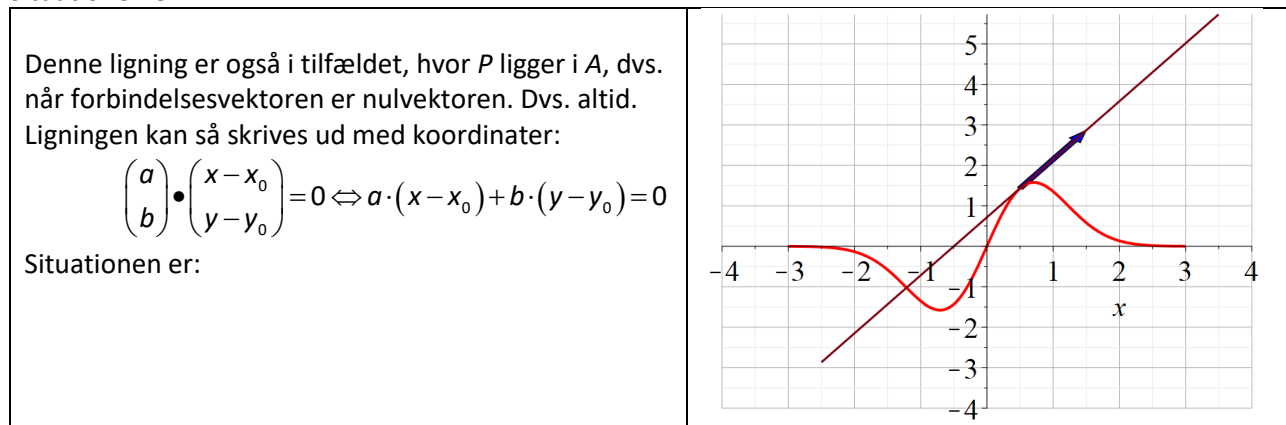 Denne ligning er også i tilfældet, hvor P ligger i A, dvs.
når forbindelsesvektoren er nulvektoren. Dvs. altid.
Ligningen kan så skrives ud med koordinater:
(a b) • (x − x₀ y − y₀) = 0 ⇔ a·(x − x₀) + b·(y − y₀) = 0
Situationen er:
5
4
3
2
1
−4 −3 −2 −1 1 2 3 4
x
−1
−2
−3
−4